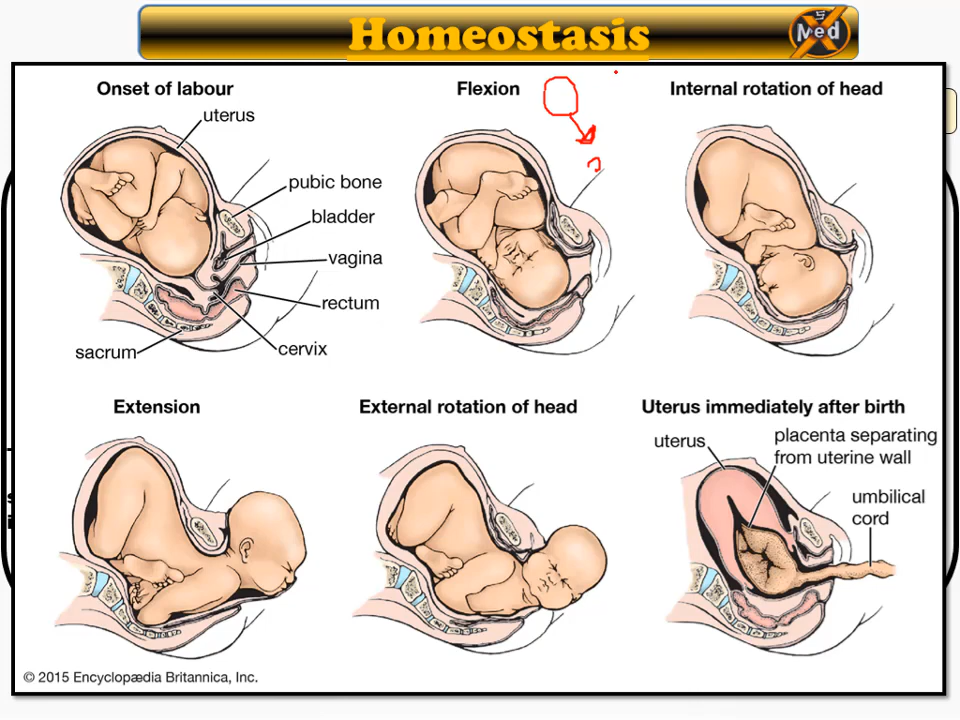 Homeostasis
5
Med
Onset of labour
uterus
pubic bone
bladder
vagina
rectum
cervix
sacrum
Flexion
Internal rotation of head
Extension
External rotation of head
Uterus immediately after birth
uterus
placenta separating
from uterine wall
umbilical
cord
© 2015 Encyclopædia Britannica, Inc.